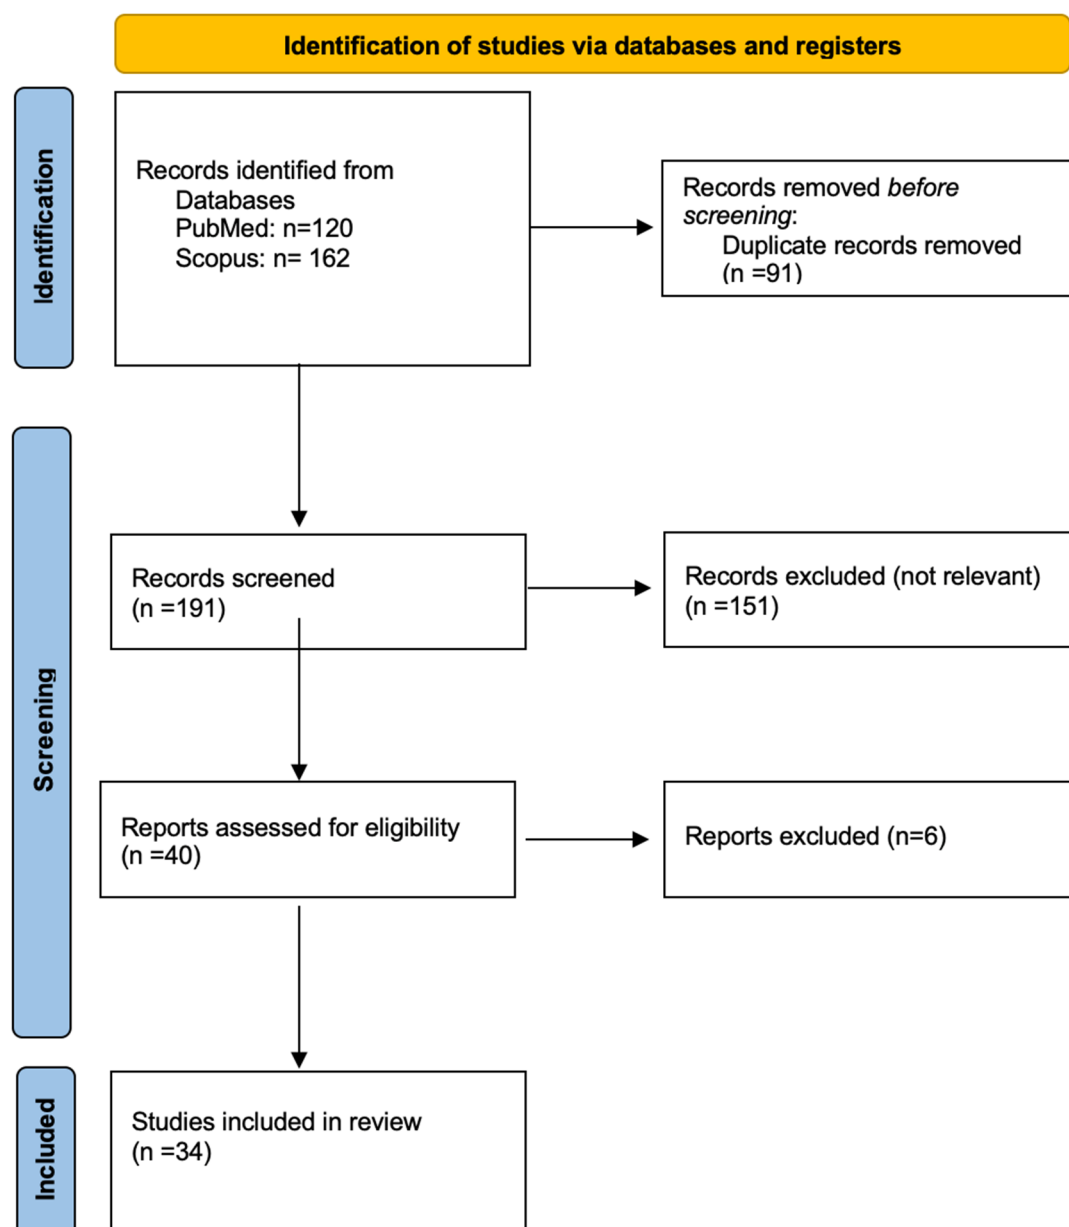 Identification of studies via databases and registers
Identification
Records identified from
Databases
PubMed: n=120
Scopus: n= 162
Records removed before
screening:
Duplicate records removed
(n =91)
Screening
Records screened
(n =191)
Records excluded (not relevant)
(n =151)
Reports assessed for eligibility
(n =40)
Reports excluded (n=6)
Included
Studies included in review
(n =34)